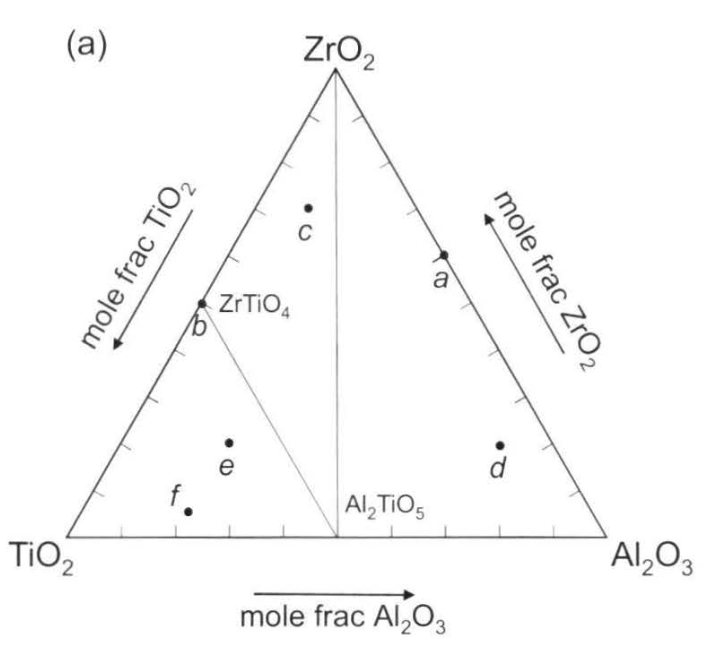 (a)
ZrO₂
mole frac TiO₂
mole frac ZrO₂
c
a
ZrTiO₄
b
e
d
f
Al₂TiO₅
TiO₂
Al₂O₃
mole frac Al₂O₃